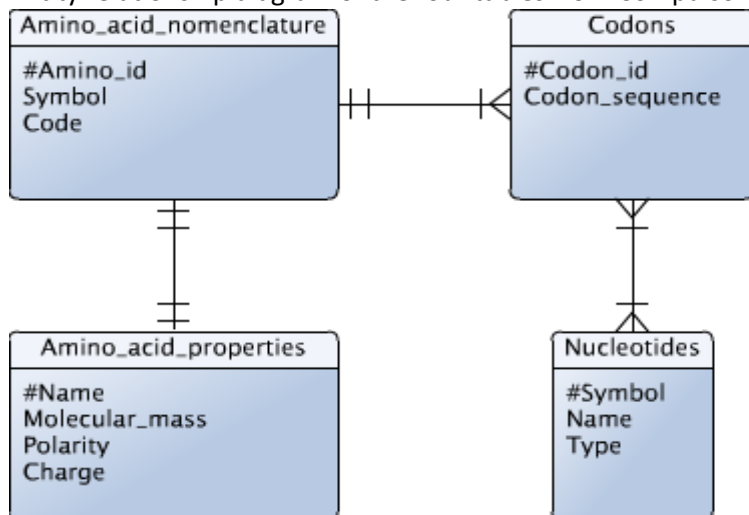 Amino_acid_nomenclature
#Amino_id
Symbol
Code
Codons
#Codon_id
Codon_sequence
Amino_acid_properties
#Name
Molecular_mass
Polarity
Charge
Nucleotides
#Symbol
Name
Type